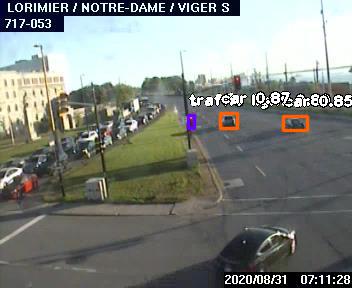 LORIMIER / NOTRE-DAME / VIGER S
717-053
car 0.87
car 0.85
2020/08/31 07:11:28